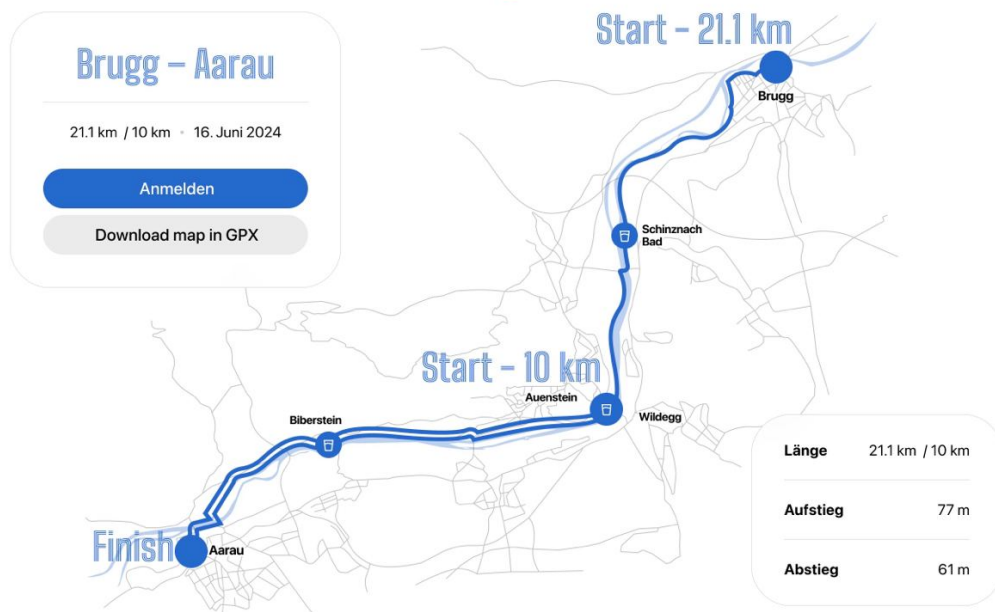 Start – 21.1 km
Brugg – Aarau
21.1 km / 10 km • 16. Juni 2024
Anmelden
Download map in GPX
Brugg
Schinznach
Bad
Start – 10 km
Auenstein
Wildegg
Biberstein
Finish
Aarau
Länge 21.1 km / 10 km
Aufstieg 77 m
Abstieg 61 m